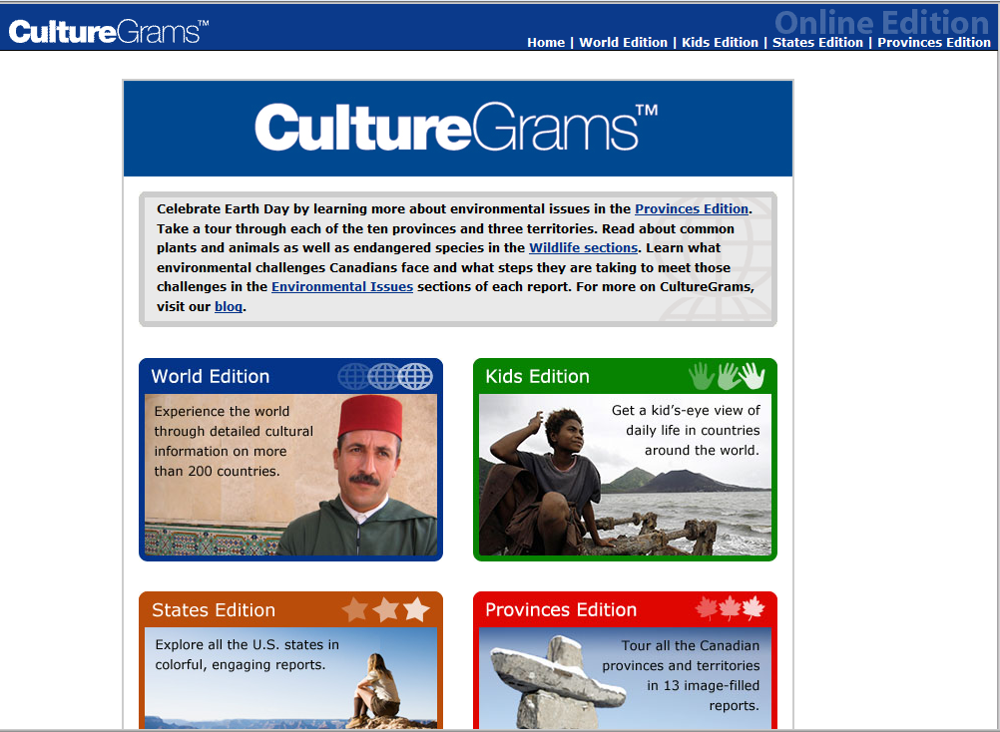 CultureGrams™
Online Edition
Home | World Edition | Kids Edition | States Edition | Provinces Edition
CultureGrams™
Celebrate Earth Day by learning more about environmental issues in the Provinces Edition.
Take a tour through each of the ten provinces and three territories. Read about common
plants and animals as well as endangered species in the Wildlife sections. Learn what
environmental challenges Canadians face and what steps they are taking to meet those
challenges in the Environmental Issues sections of each report. For more on CultureGrams,
visit our blog.
World Edition
Experience the world
through detailed cultural
information on more
than 200 countries.
Kids Edition
Get a kid's-eye view of
daily life in countries
around the world.
States Edition
Explore all the U.S. states in
colorful, engaging reports.
Provinces Edition
Tour all the Canadian
provinces and territories
in 13 image-filled
reports.